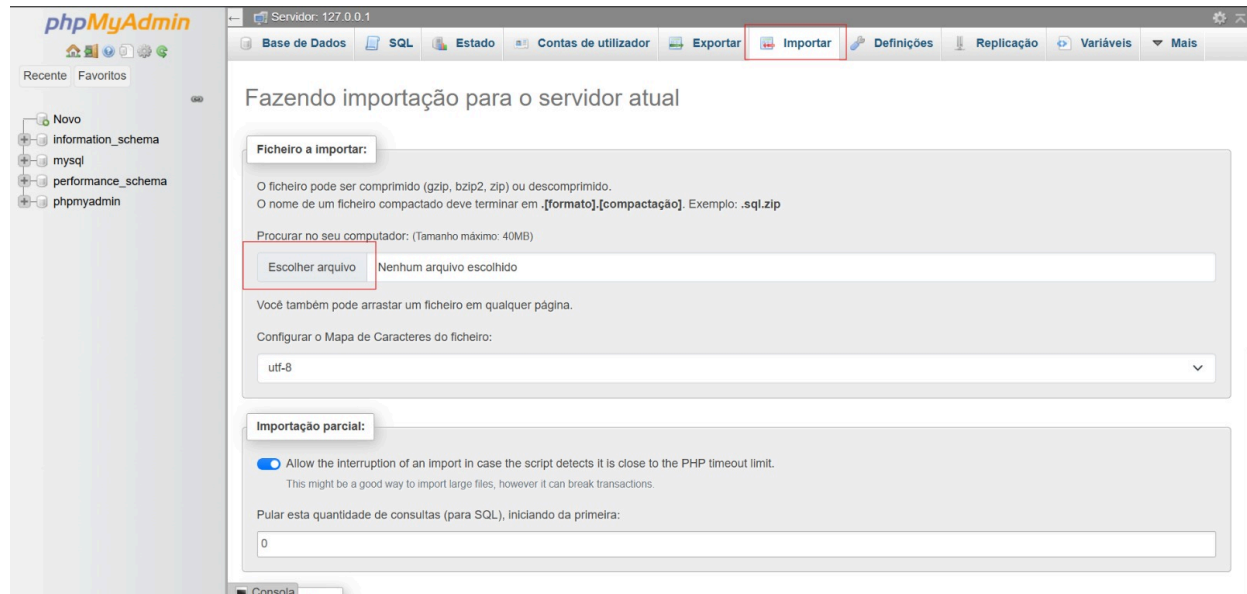 phpMyAdmin
Recente Favoritos
Novo
information_schema
mysql
performance_schema
phpmyadmin
Servidor: 127.0.0.1
Base de Dados SQL Estado Contas de utilizador Exportar Importar Definições Replicação Variáveis Mais
Fazendo importação para o servidor atual
Ficheiro a importar:
O ficheiro pode ser comprimido (gzip, bzip2, zip) ou descomprimido.
O nome de um ficheiro compactado deve terminar em .[formato].[compactação]. Exemplo: .sql.zip
Procurar no seu computador: (Tamanho máximo: 40MB)
Escolher arquivo Nenhum arquivo escolhido
Você também pode arrastar um ficheiro em qualquer página.
Configurar o Mapa de Caracteres do ficheiro:
utf-8
Importação parcial:
Allow the interruption of an import in case the script detects it is close to the PHP timeout limit.
This might be a good way to import large files, however it can break transactions.
Pular esta quantidade de consultas (para SQL), iniciando da primeira:
0
Consola